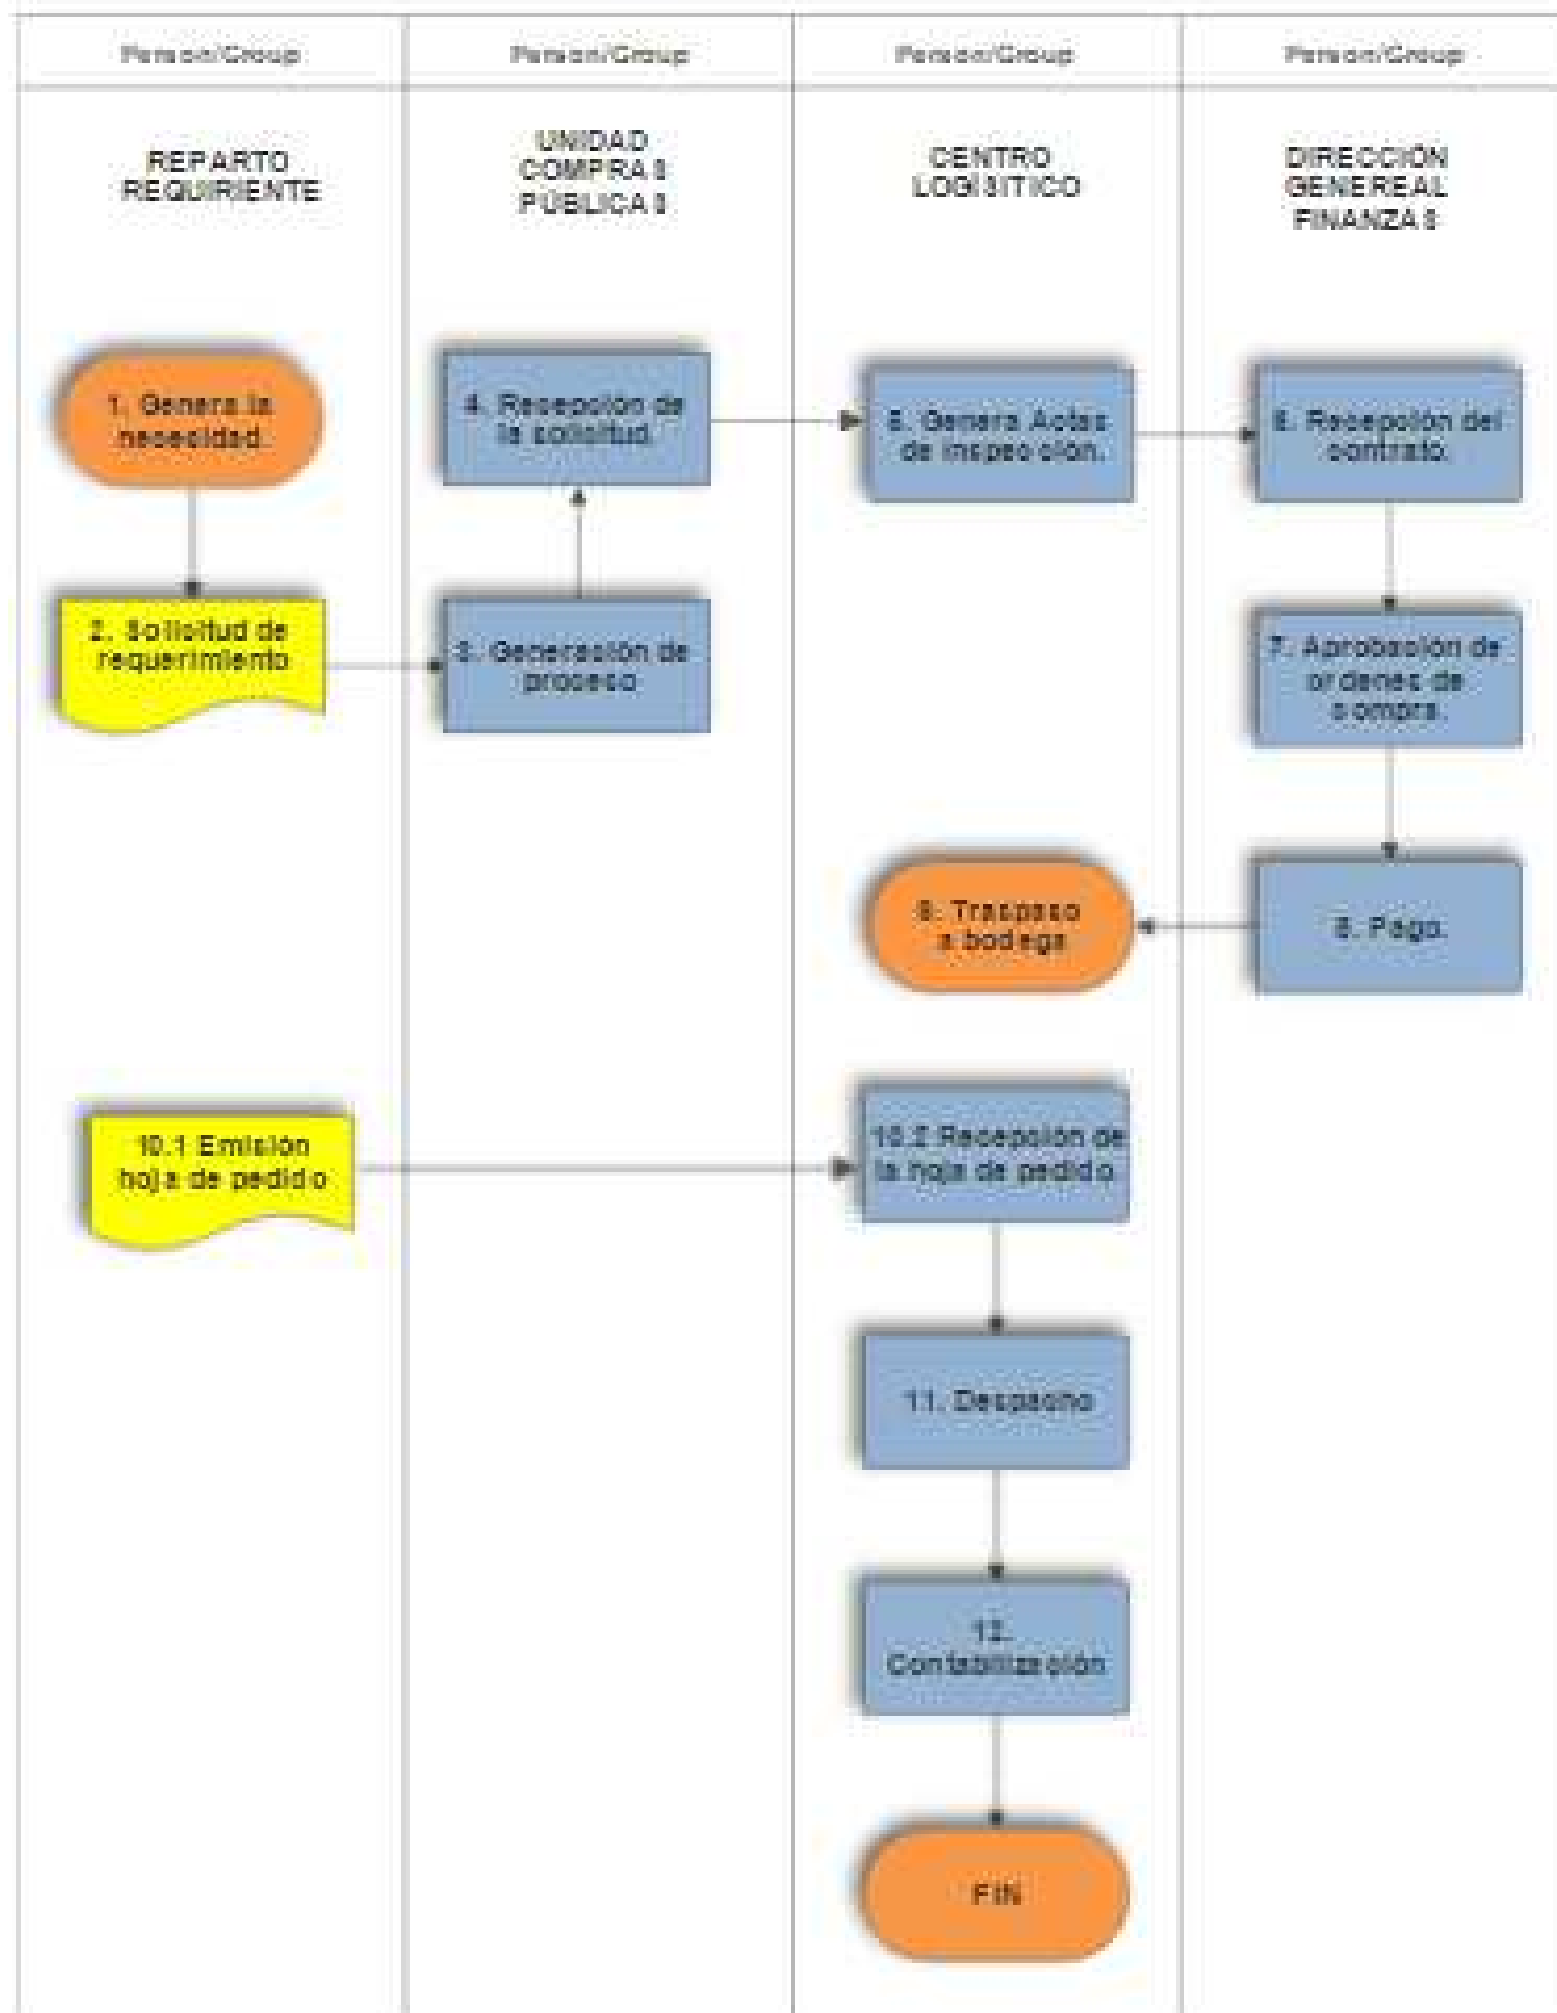 Person/Group
Person/Group
Person/Group
Person/Group
REPARTO
REQUIRIENTE
UNIDAD
COMPRAS
PÚBLICAS
CENTRO
LOGÍSITICO
DIRECCIÓN
GENEREAL
FINANZAS
1. Genera la
necesidad.
4. Recepción de
la solicitud.
5. Genera Actas
de inspección.
6. Recepción del
contrato.
2. Solicitud de
requerimiento
3. Generación de
proceso
7. Aprobación de
ordenes de
compra.
9. Traspaso
a bodega
8. Pago.
10.1 Emisión
hoja de pedido
10.2 Recepción de
la hoja de pedido.
11. Despacho
12.
Contabilización
FIN